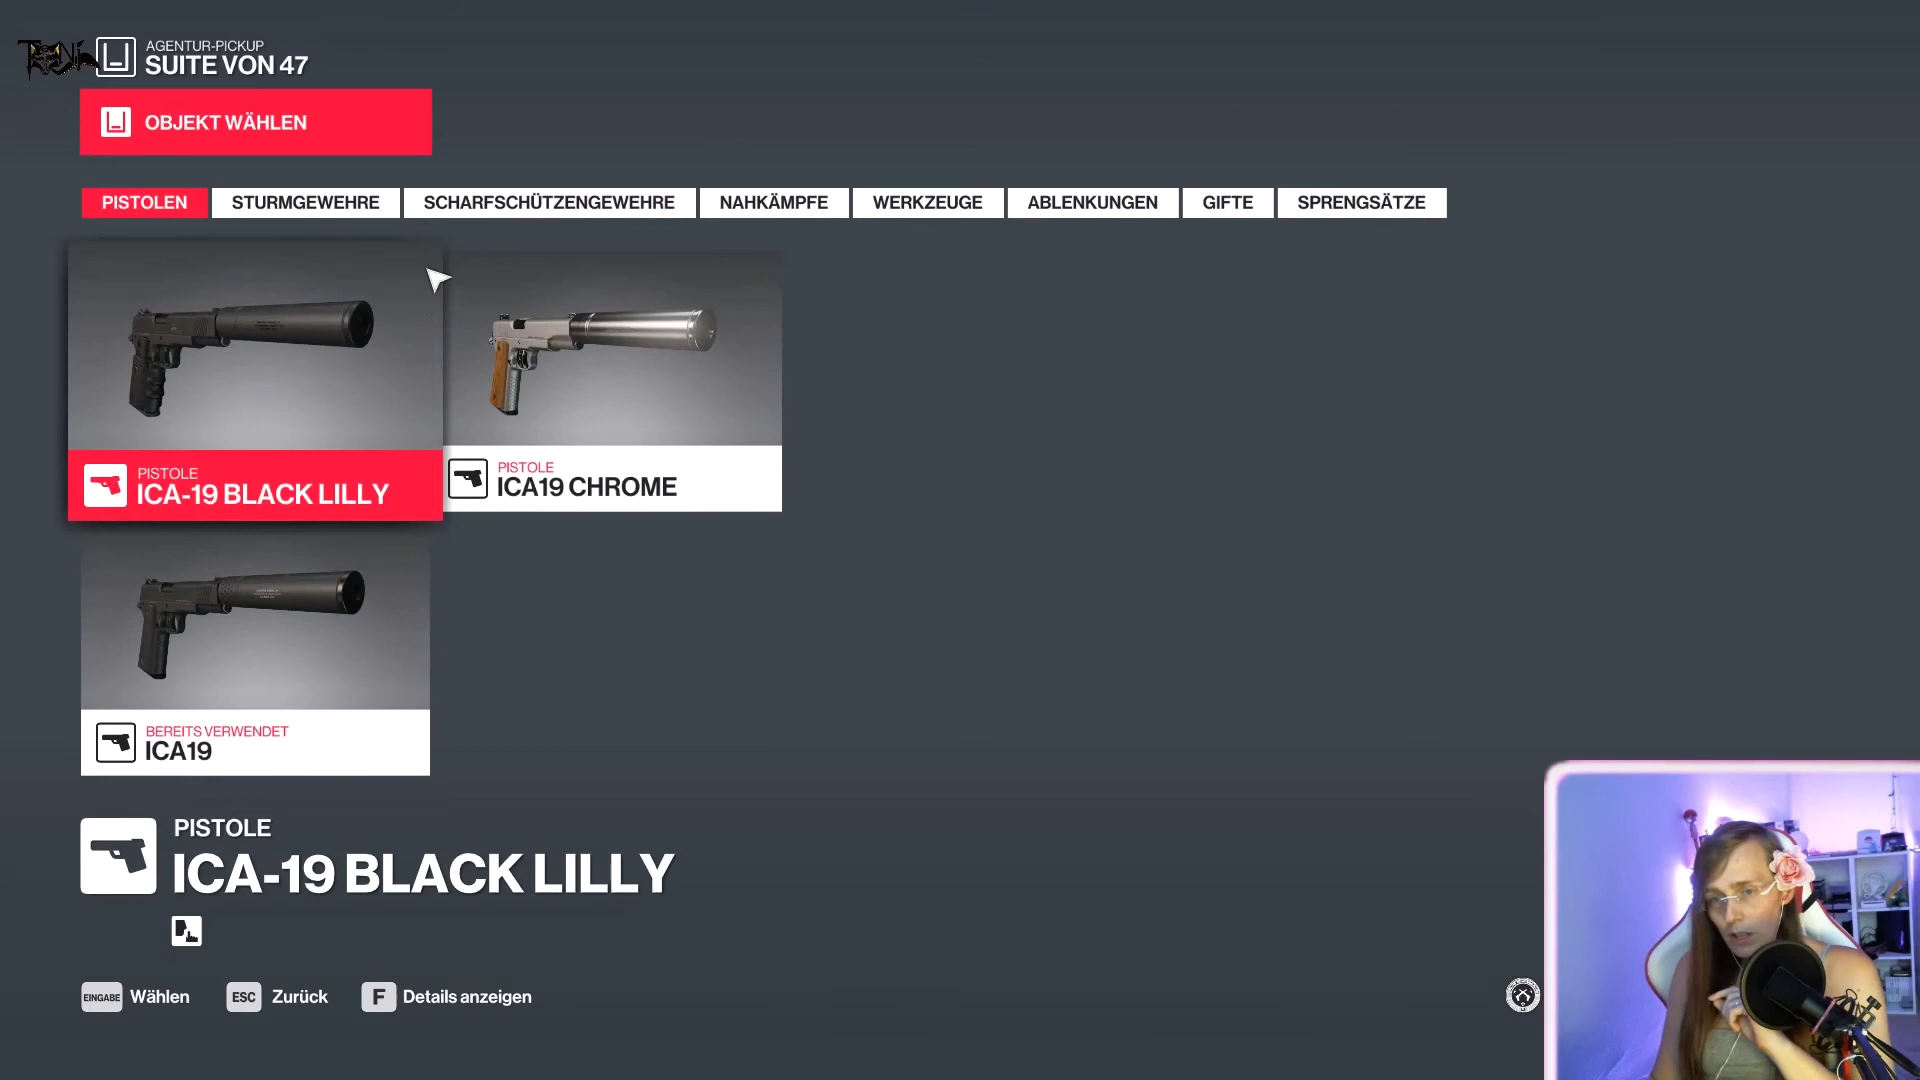 AGENTUR-PICKUP
SUITE VON 47
OBJEKT WÄHLEN
PISTOLEN
STURMGEWEHRE
SCHARFSCHÜTZENGEWEHRE
NAHKÄMPFE
WERKZEUGE
ABLENKUNGEN
GIFTE
SPRENGSÄTZE
PISTOLE
ICA-19 BLACK LILLY
PISTOLE
ICA19 CHROME
BEREITS VERWENDET
ICA19
PISTOLE
ICA-19 BLACK LILLY
EINGABE Wählen
ESC Zurück
F Details anzeigen